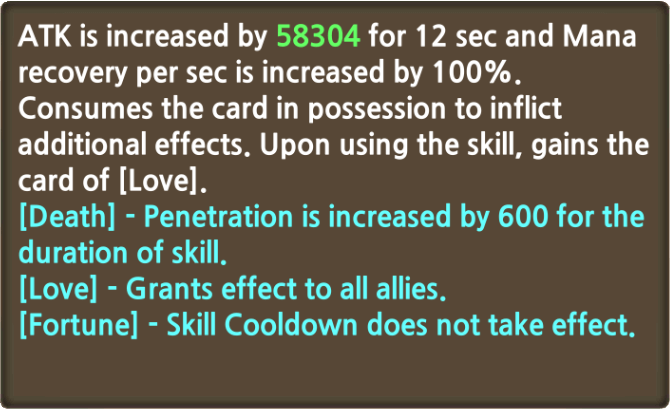 ATK is increased by 58304 for 12 sec and Mana
recovery per sec is increased by 100%.
Consumes the card in possession to inflict
additional effects. Upon using the skill, gains the
card of [Love].
[Death] - Penetration is increased by 600 for the
duration of skill.
[Love] - Grants effect to all allies.
[Fortune] - Skill Cooldown does not take effect.